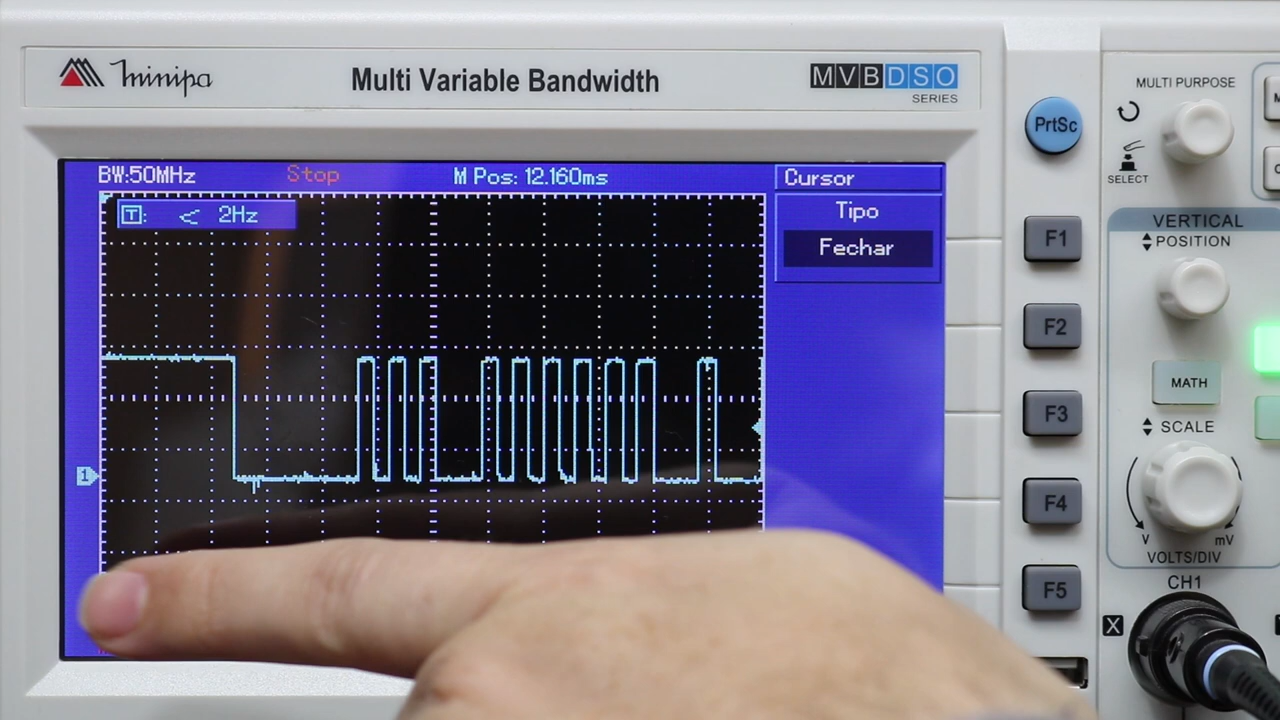 Minipa
Multi Variable Bandwidth
MVBDSO
SERIES
BW:50MHz
Stop
M Pos: 12.160ms
T: < 2Hz
1
Cursor
Tipo
Fechar
PrtSc
F1
F2
F3
F4
F5
MULTI PURPOSE
SELECT
VERTICAL
POSITION
MATH
SCALE
V mV
VOLTS/DIV
CH1
X